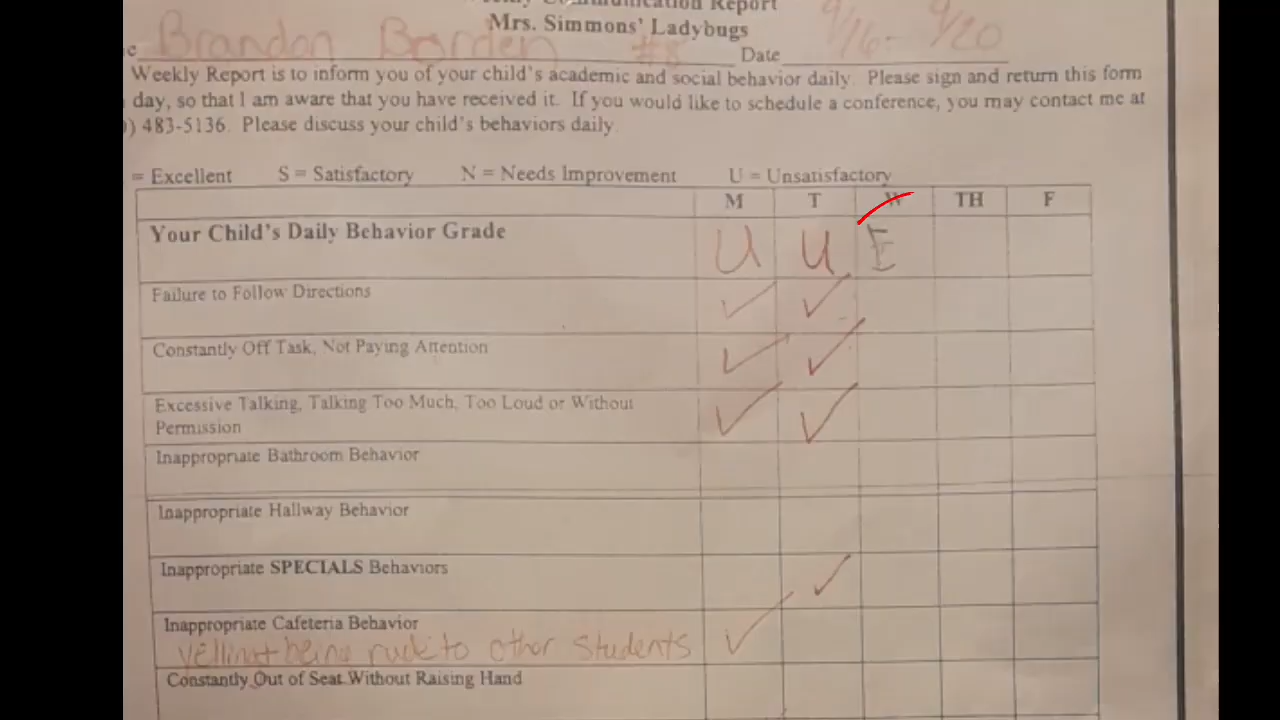 Report
Mrs. Simmons' Ladybugs
Brandon Borden #8 Date 9/16- 9/20
Weekly Report is to inform you of your child's academic and social behavior daily. Please sign and return this form
day, so that I am aware that you have received it. If you would like to schedule a conference, you may contact me at
) 483-5136. Please discuss your child's behaviors daily.
= Excellent S = Satisfactory N = Needs Improvement U = Unsatisfactory
M T W TH F
Your Child's Daily Behavior Grade U U E
Failure to Follow Directions ✓ ✓
Constantly Off Task, Not Paying Attention ✓ ✓
Excessive Talking, Talking Too Much, Too Loud or Without
Permission ✓ ✓
Inappropriate Bathroom Behavior
Inappropriate Hallway Behavior
Inappropriate SPECIALS Behaviors ✓
Inappropriate Cafeteria Behavior
being rude to other students ✓
Constantly Out of Seat Without Raising Hand